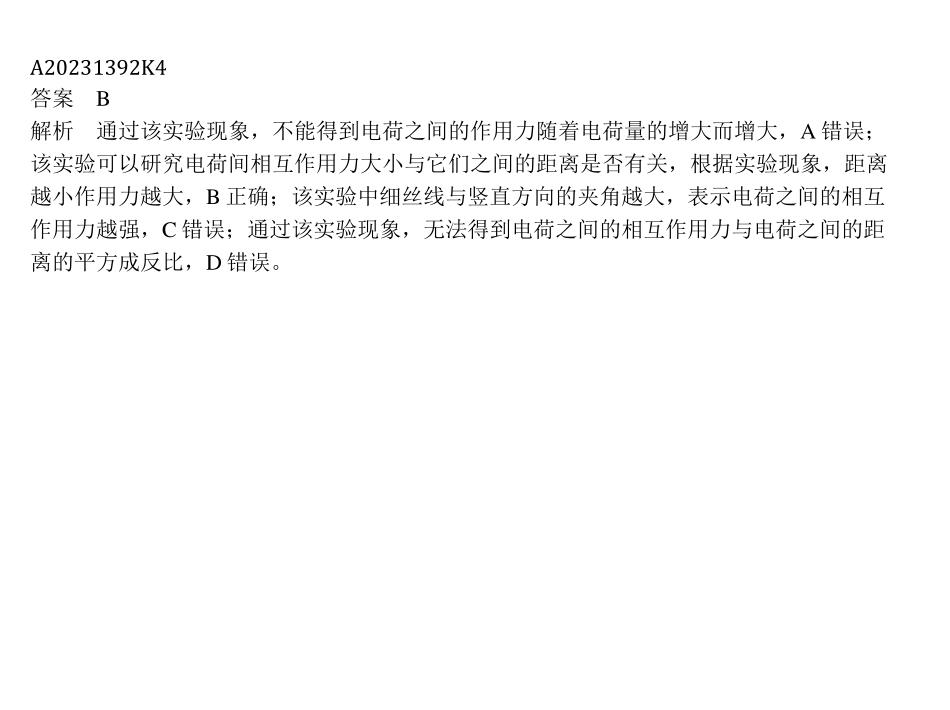 A20231392K4
答案　B
解析　通过该实验现象，不能得到电荷之间的作用力随着电荷量的增大而增大，A 错误；
该实验可以研究电荷间相互作用力大小与它们之间的距离是否有关，根据实验现象，距离
越小作用力越大，B 正确；该实验中细丝线与竖直方向的夹角越大，表示电荷之间的相互
作用力越强，C 错误；通过该实验现象，无法得到电荷之间的相互作用力与电荷之间的距
离的平方成反比，D 错误。